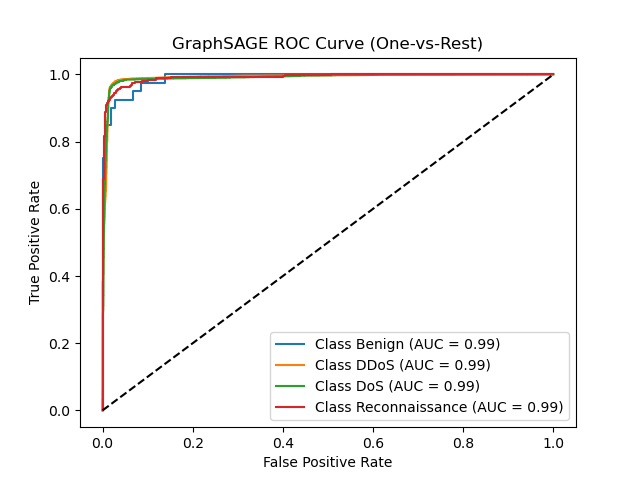 GraphSAGE ROC Curve (One-vs-Rest)
True Positive Rate
1.0
0.8
0.6
0.4
0.2
0.0
Class Benign (AUC = 0.99)
Class DDoS (AUC = 0.99)
Class DoS (AUC = 0.99)
Class Reconnaissance (AUC = 0.99)
0.0 0.2 0.4 0.6 0.8 1.0
False Positive Rate